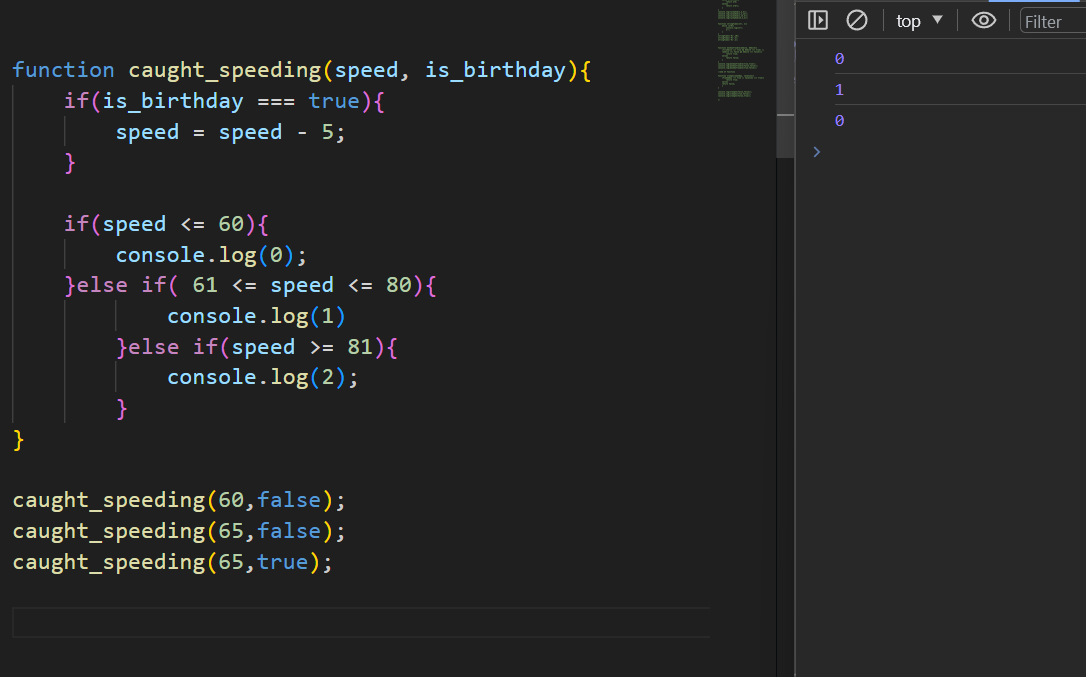 function caught_speeding(speed, is_birthday){
    if(is_birthday === true){
        speed = speed - 5;
    }
    if(speed <= 60){
        console.log(0);
    }else if( 61 <= speed <= 80){
            console.log(1)
        }else if(speed >= 81){
            console.log(2);
        }
}
caught_speeding(60,false);
caught_speeding(65,false);
caught_speeding(65,true);
top
Filter
0
1
0